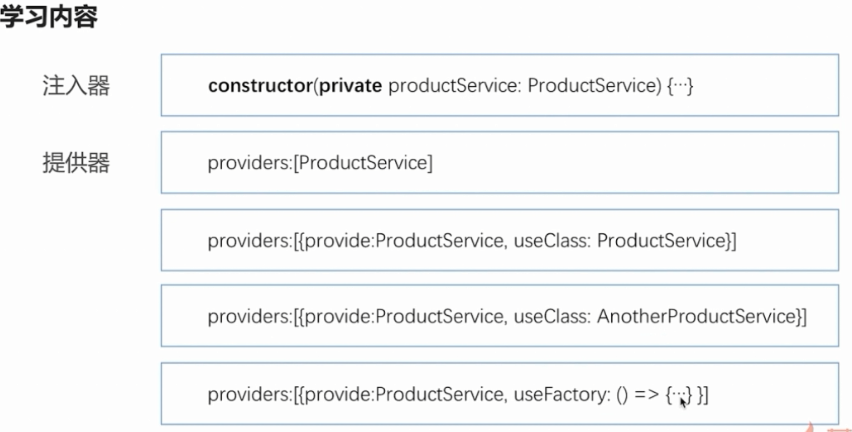 学习内容
注入器
constructor(private productService: ProductService) {···}
提供器
providers:[ProductService]
providers:[{provide:ProductService, useClass: ProductService}]
providers:[{provide:ProductService, useClass: AnotherProductService}]
providers:[{provide:ProductService, useFactory: () => {···} }]